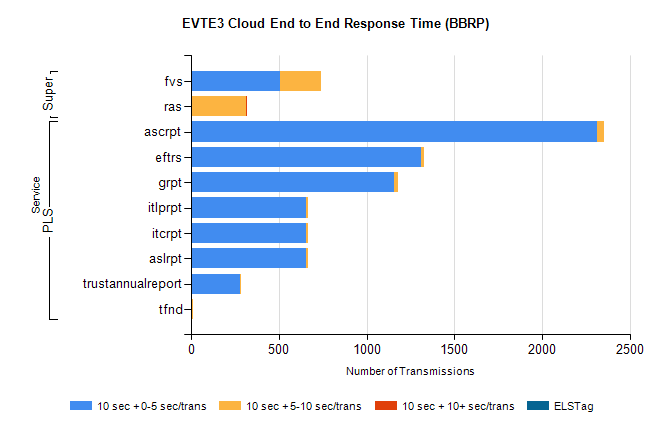 EVTE3 Cloud End to End Response Time (BBRP)
Super
fvs
ras
Service
PLS
ascrpt
eftrs
grpt
itlprpt
itcrpt
aslrpt
trustannualreport
tfnd
0 500 1000 1500 2000 2500
Number of Transmissions
10 sec +0-5 sec/trans 10 sec +5-10 sec/trans 10 sec + 10+ sec/trans ELSTag